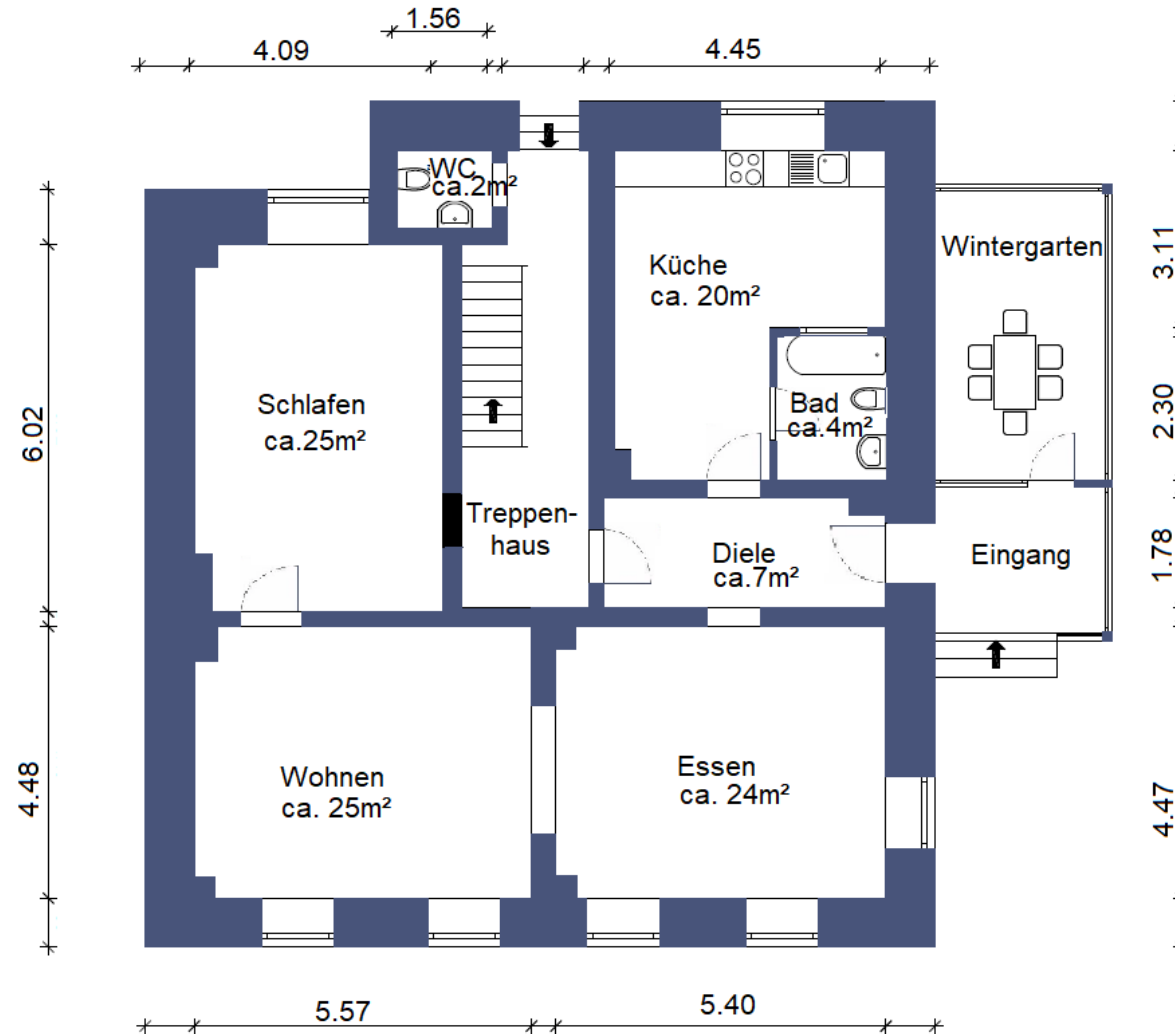 1.56
4.09
4.45
WC
ca.2m²
Küche
ca. 20m²
Wintergarten
3.11
Schlafen
ca.25m²
Bad
ca.4m²
6.02
2.30
Treppen-
haus
Diele
ca.7m²
Eingang
1.78
Wohnen
ca. 25m²
Essen
ca. 24m²
4.48
4.47
5.57
5.40